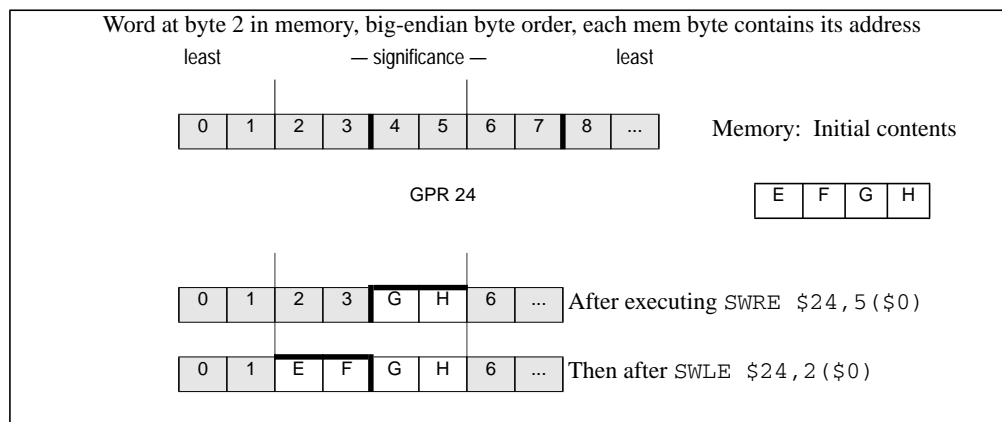 Word at byte 2 in memory, big-endian byte order, each mem byte contains its address
least — significance — least
0 1 2 3 4 5 6 7 8 ... Memory: Initial contents
GPR 24 E F G H
0 1 2 3 G H 6 ... After executing SWRE $24,5($0)
0 1 E F G H 6 ... Then after SWLE $24,2($0)